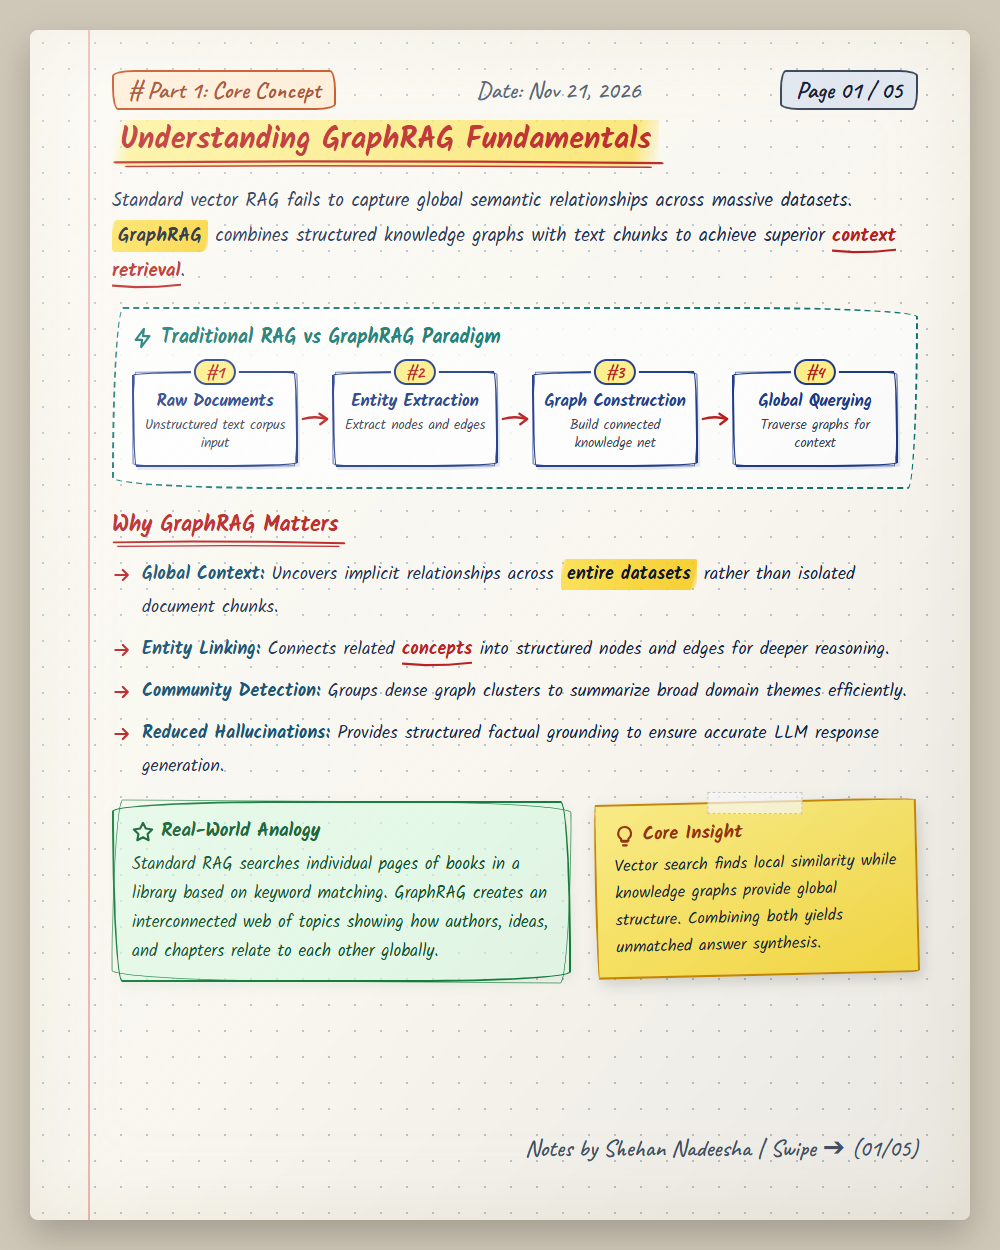 # Part 1: Core Concept
Date: Nov 21, 2026
Page 01 / 05
Understanding GraphRAG Fundamentals
Standard vector RAG fails to capture global semantic relationships across massive datasets.
GraphRAG combines structured knowledge graphs with text chunks to achieve superior context
retrieval.
Traditional RAG vs GraphRAG Paradigm
#1
Raw Documents
Unstructured text corpus
input
#2
Entity Extraction
Extract nodes and edges
#3
Graph Construction
Build connected
knowledge net
#4
Global Querying
Traverse graphs for
context
Why GraphRAG Matters
→ Global Context: Uncovers implicit relationships across entire datasets rather than isolated
document chunks.
→ Entity Linking: Connects related concepts into structured nodes and edges for deeper reasoning.
→ Community Detection: Groups dense graph clusters to summarize broad domain themes efficiently.
→ Reduced Hallucinations: Provides structured factual grounding to ensure accurate LLM response
generation.
Real-World Analogy
Standard RAG searches individual pages of books in a
library based on keyword matching. GraphRAG creates an
interconnected web of topics showing how authors, ideas,
and chapters relate to each other globally.
Core Insight
Vector search finds local similarity while
knowledge graphs provide global
structure. Combining both yields
unmatched answer synthesis.
Notes by Shehan Nadeesha | Swipe ➔ (01/05)